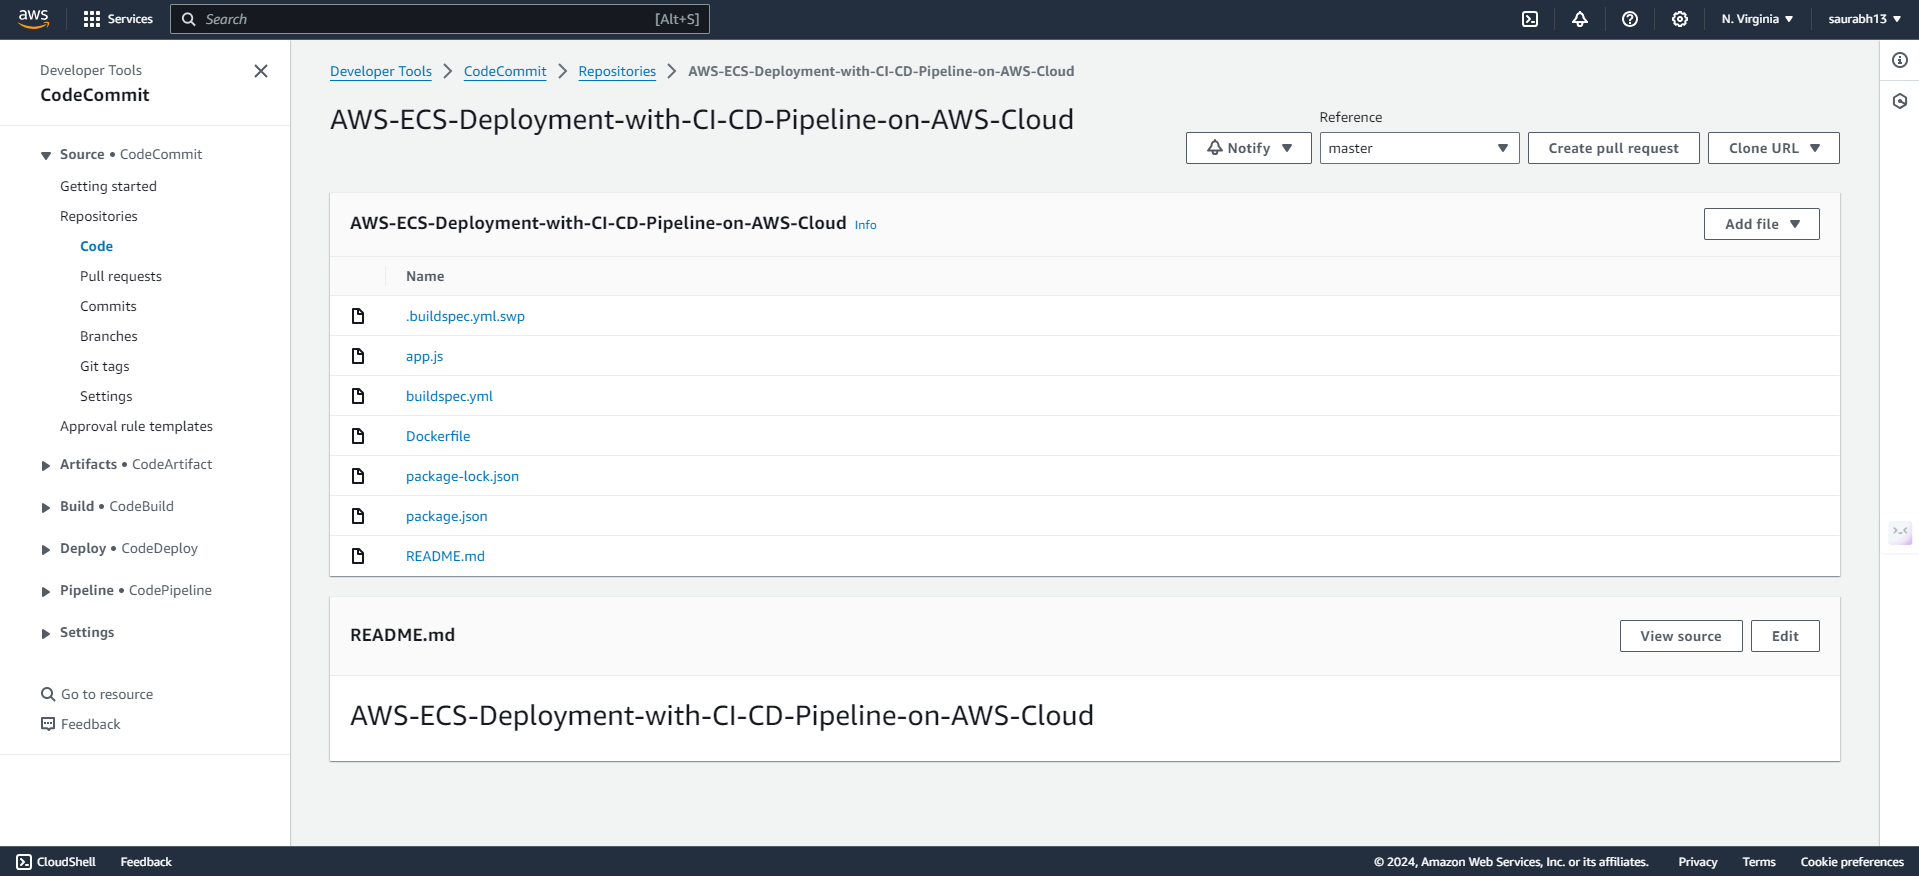 aws Services Search [Alt+S] N. Virginia saurabh13
Developer Tools
CodeCommit
Source • CodeCommit
Getting started
Repositories
Code
Pull requests
Commits
Branches
Git tags
Settings
Approval rule templates
Artifacts • CodeArtifact
Build • CodeBuild
Deploy • CodeDeploy
Pipeline • CodePipeline
Settings
Go to resource
Feedback
Developer Tools > CodeCommit > Repositories > AWS-ECS-Deployment-with-CI-CD-Pipeline-on-AWS-Cloud
AWS-ECS-Deployment-with-CI-CD-Pipeline-on-AWS-Cloud
Reference
Notify master Create pull request Clone URL
AWS-ECS-Deployment-with-CI-CD-Pipeline-on-AWS-Cloud Info Add file
Name
.buildspec.yml.swp
app.js
buildspec.yml
Dockerfile
package-lock.json
package.json
README.md
README.md View source Edit
AWS-ECS-Deployment-with-CI-CD-Pipeline-on-AWS-Cloud
CloudShell Feedback © 2024, Amazon Web Services, Inc. or its affiliates. Privacy Terms Cookie preferences